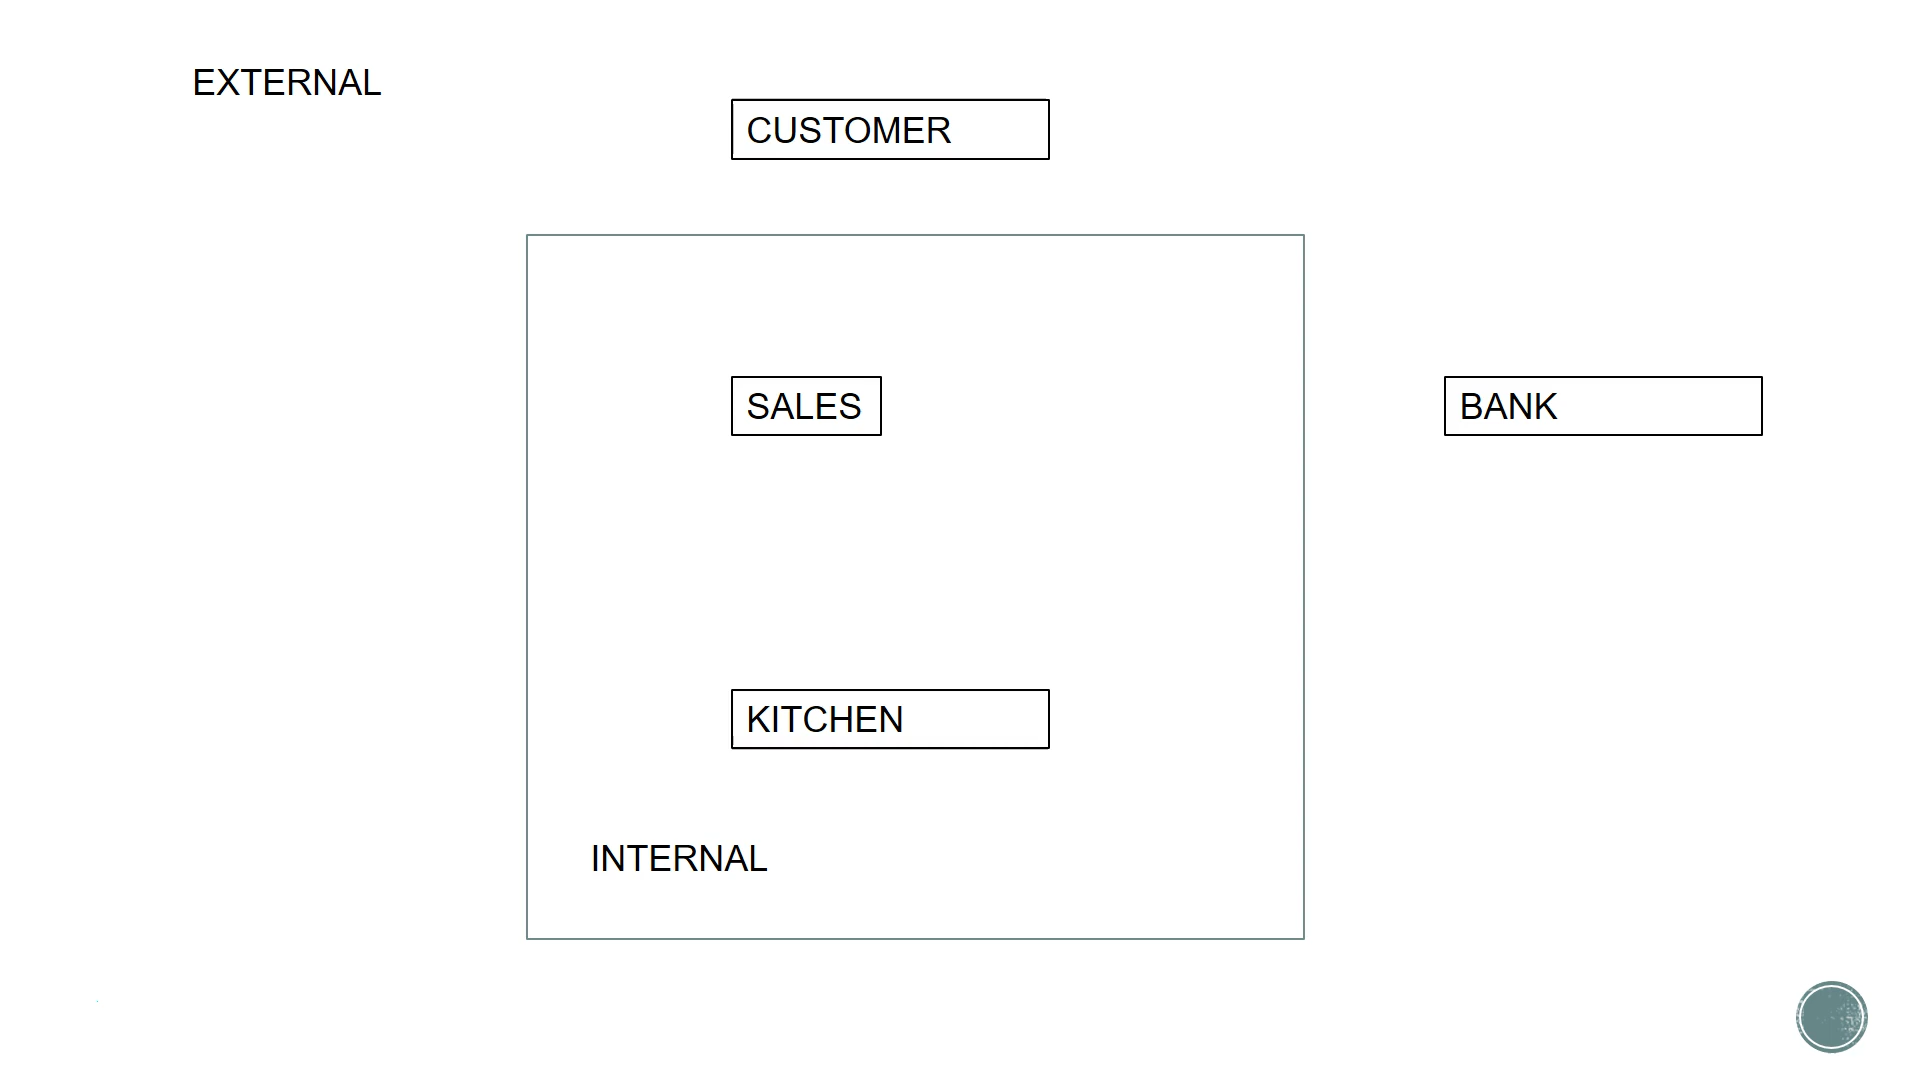 EXTERNAL
CUSTOMER
SALES
BANK
KITCHEN
INTERNAL